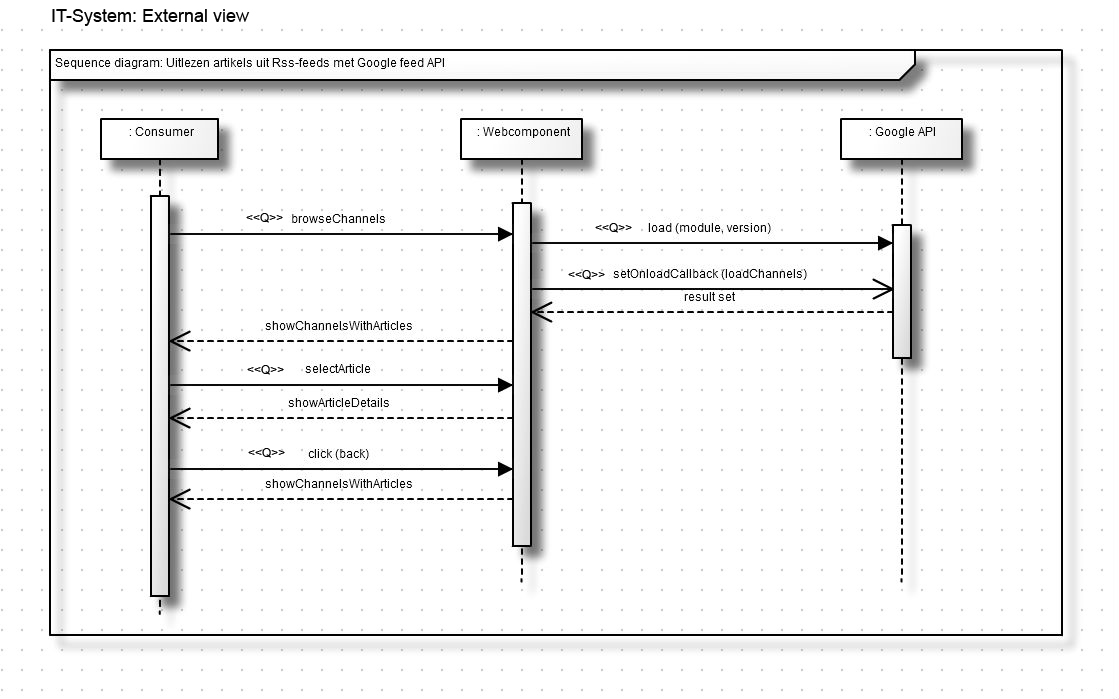 IT-System: External view
Sequence diagram: Uitlezen artikels uit Rss-feeds met Google feed API
: Consumer
: Webcomponent
: Google API
<<Q>> browseChannels
<<Q>> load (module, version)
<<Q>> setOnloadCallback (loadChannels)
result set
showChannelsWithArticles
<<Q>> selectArticle
showArticleDetails
<<Q>> click (back)
showChannelsWithArticles